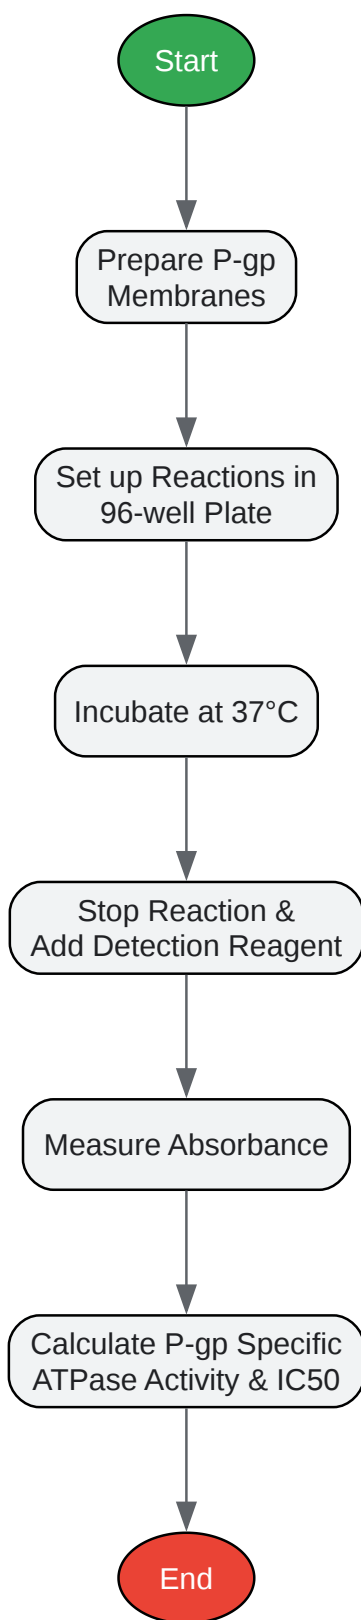 Start
Prepare P-gp
Membranes
Set up Reactions in
96-well Plate
Incubate at 37°C
Stop Reaction &
Add Detection Reagent
Measure Absorbance
Calculate P-gp Specific
ATPase Activity & IC50
End